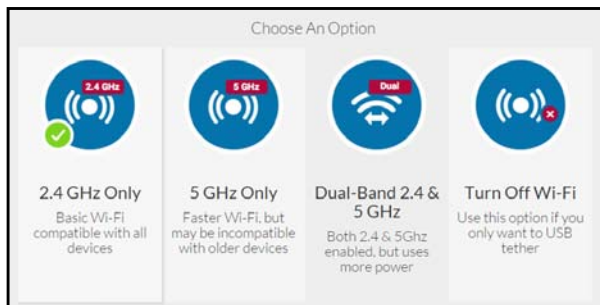 Choose An Option
2.4 GHz
5 GHz
Dual
2.4 GHz Only
Basic Wi-Fi
compatible with all
devices
5 GHz Only
Faster Wi-Fi, but
may be incompatible
with older devices
Dual-Band 2.4 &
5 GHz
Both 2.4 & 5Ghz
enabled, but uses
more power
Turn Off Wi-Fi
Use this option if you
only want to USB
tether